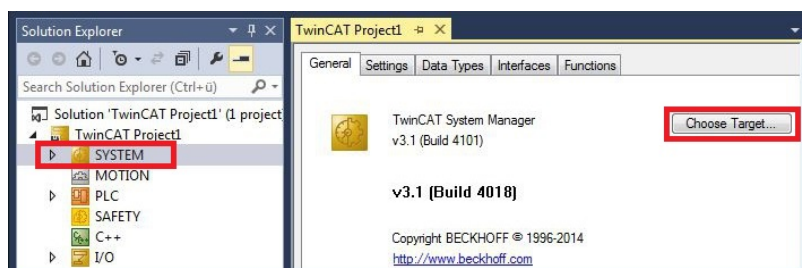 Solution Explorer
Search Solution Explorer (Ctrl+ü)
Solution 'TwinCAT Project1' (1 project
TwinCAT Project1
SYSTEM
MOTION
PLC
SAFETY
C++
I/O
TwinCAT Project1
General Settings Data Types Interfaces Functions
TwinCAT System Manager
v3.1 (Build 4101)
Choose Target...
v3.1 (Build 4018)
Copyright BECKHOFF © 1996-2014
http://www.beckhoff.com